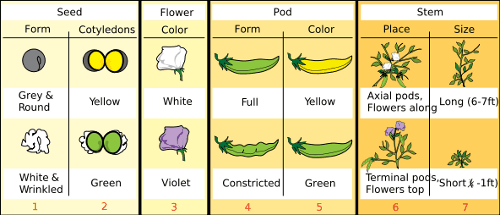 Seed Flower Pod Stem
Form Cotyledons Color Form Color Place Size
Grey & Round Yellow White Full Yellow Axial pods, Flowers along Long (6-7ft)
White & Wrinkled Green Violet Constricted Green Terminal pods, Flowers top Short -1ft)
1 2 3 4 5 6 7